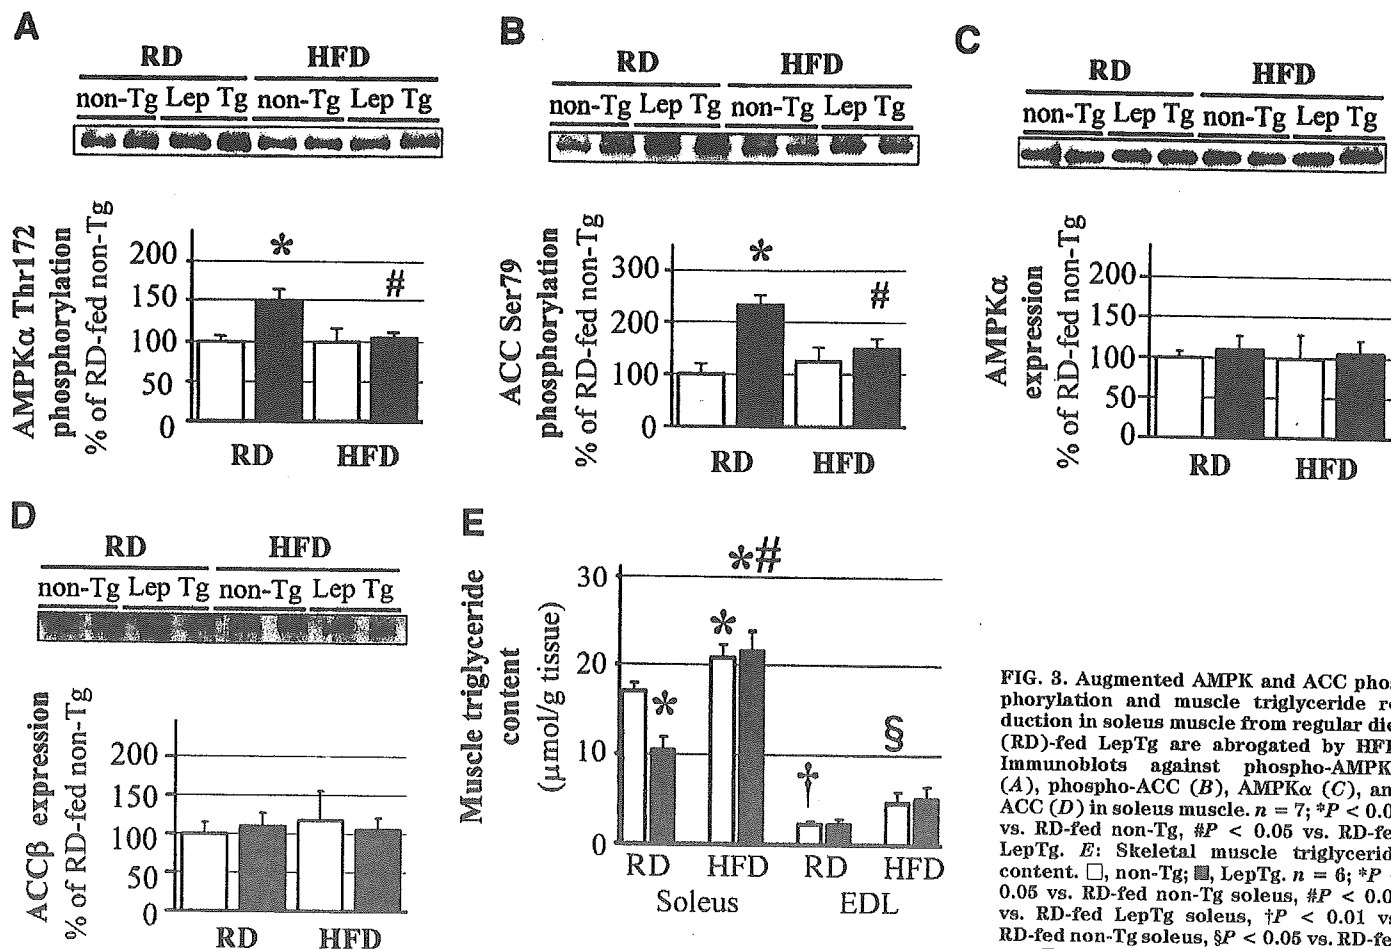 A
RD HFD
non-Tg Lep Tg non-Tg Lep Tg
AMPKα Thr172
phosphorylation
% of RD-fed non-Tg
200
150
100
50
0
*
#
RD HFD
B
RD HFD
non-Tg Lep Tg non-Tg Lep Tg
ACC Ser79
phosphorylation
% of RD-fed non-Tg
300
200
100
0
*
#
RD HFD
C
RD HFD
non-Tg Lep Tg non-Tg Lep Tg
AMPKα
expression
% of RD-fed non-Tg
200
150
100
50
0
RD HFD
D
RD HFD
non-Tg Lep Tg non-Tg Lep Tg
ACCβ expression
% of RD-fed non-Tg
200
150
100
50
0
RD HFD
E
Muscle triglyceride
content
(µmol/g tissue)
30
20
10
0
*
*
*#
†
§
RD HFD RD HFD
Soleus EDL
FIG. 3. Augmented AMPK and ACC phos
phorylation and muscle triglyceride re
duction in soleus muscle from regular die
(RD)-fed LepTg are abrogated by HFD
Immunoblots against phospho-AMPK
(A), phospho-ACC (B), AMPKα (C), an
ACC (D) in soleus muscle. n = 7; *P < 0.0
vs. RD-fed non-Tg, #P < 0.05 vs. RD-fe
LepTg. E: Skeletal muscle triglycerid
content. □, non-Tg; ■, LepTg. n = 6; *P
0.05 vs. RD-fed non-Tg soleus, #P < 0.0
vs. RD-fed LepTg soleus, †P < 0.01 vs
RD-fed non-Tg soleus, §P < 0.05 vs. RD-fe